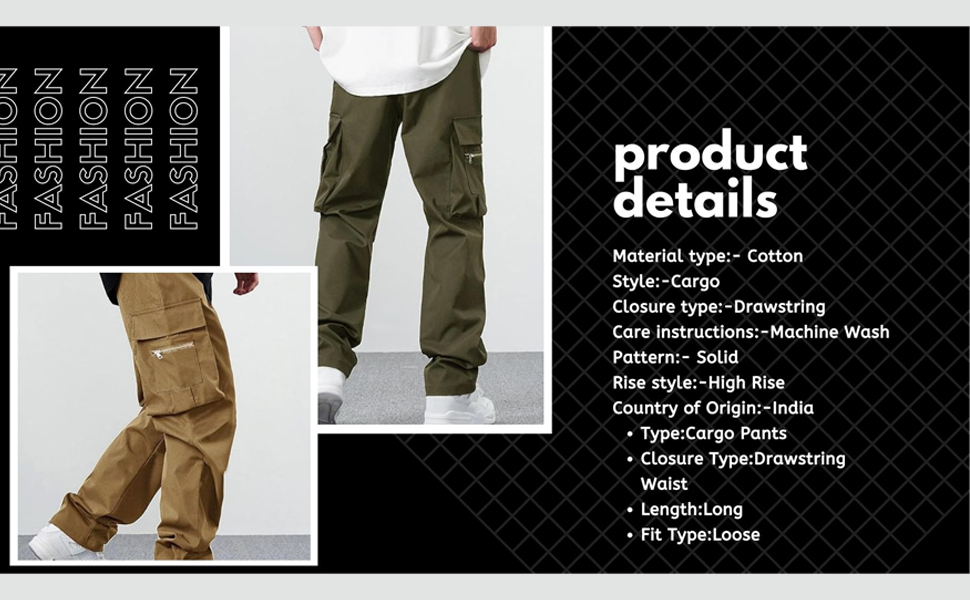 FASHION
FASHION
FASHION
FASHION
FASHION
product
details
Material type:- Cotton
Style:-Cargo
Closure type:-Drawstring
Care instructions:-Machine Wash
Pattern:- Solid
Rise style:-High Rise
Country of Origin:-India
• Type:Cargo Pants
• Closure Type:Drawstring
Waist
• Length:Long
• Fit Type:Loose